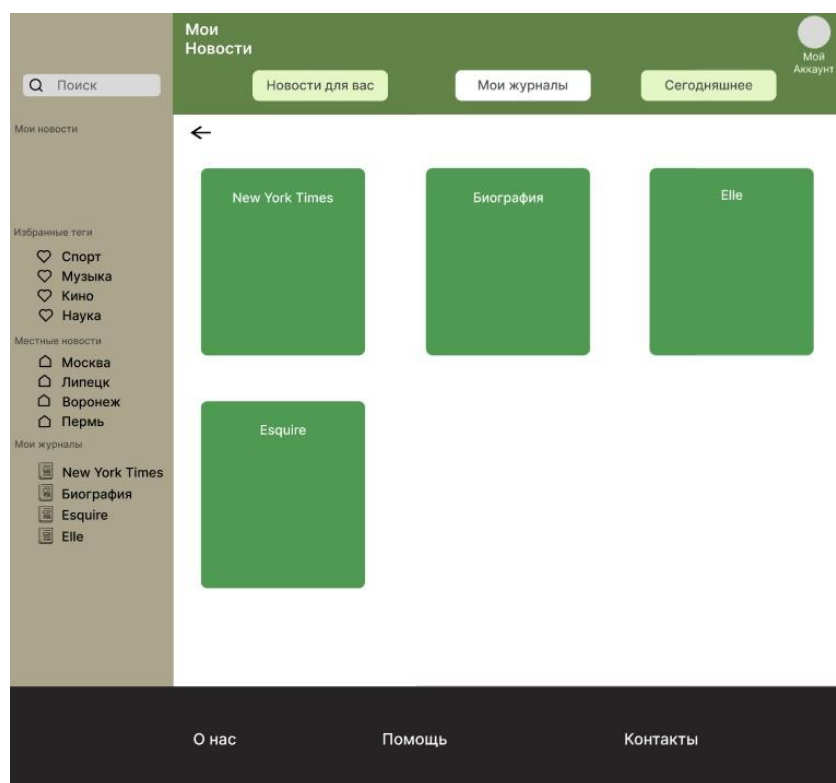 Мои
Новости
Мой
Аккаунт
Поиск
Новости для вас
Мои журналы
Сегодняшнее
Мои новости
Избранные теги
Спорт
Музыка
Кино
Наука
Местные новости
Москва
Липецк
Воронеж
Пермь
Мои журналы
New York Times
Биография
Esquire
Elle
New York Times
Биография
Elle
Esquire
О нас
Помощь
Контакты